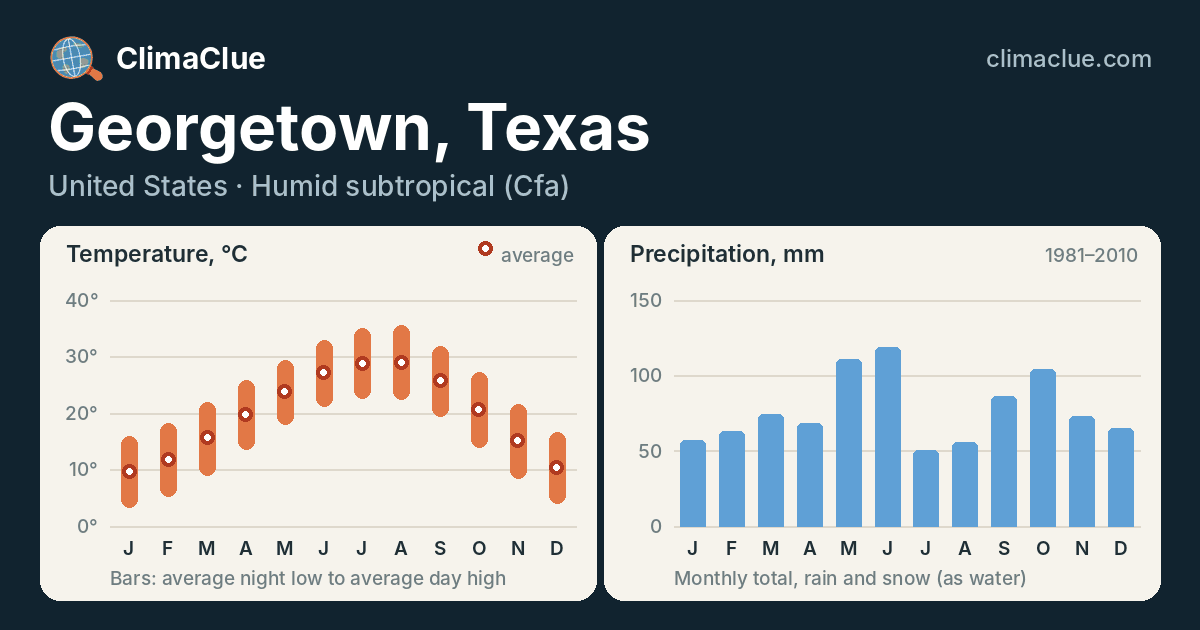 ClimaClue
climaclue.com
Georgetown, Texas
United States · Humid subtropical (Cfa)
Temperature, °C
average
40°
30°
20°
10°
0°
J F M A M J J A S O N D
Bars: average night low to average day high
Precipitation, mm
1981–2010
150
100
50
0
J F M A M J J A S O N D
Monthly total, rain and snow (as water)